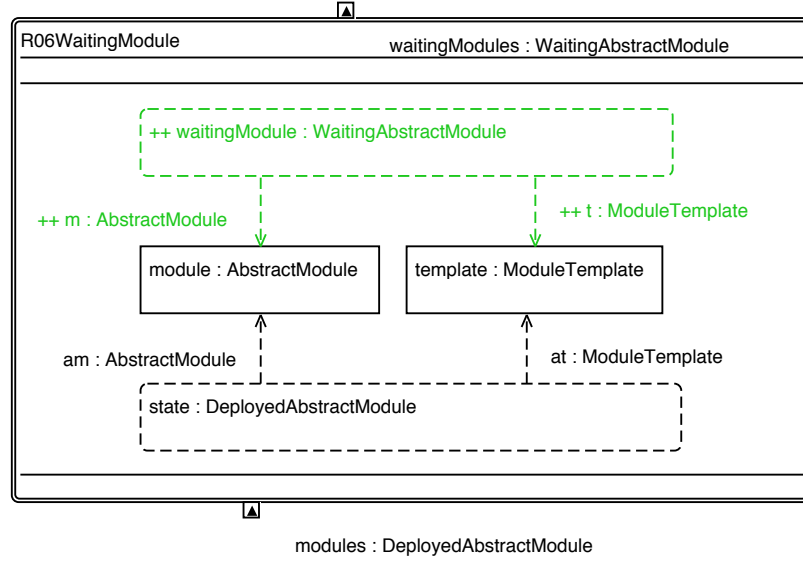 R06WaitingModule
waitingModules : WaitingAbstractModule
++ waitingModule : WaitingAbstractModule
++ m : AbstractModule
++ t : ModuleTemplate
module : AbstractModule
template : ModuleTemplate
am : AbstractModule
at : ModuleTemplate
state : DeployedAbstractModule
modules : DeployedAbstractModule